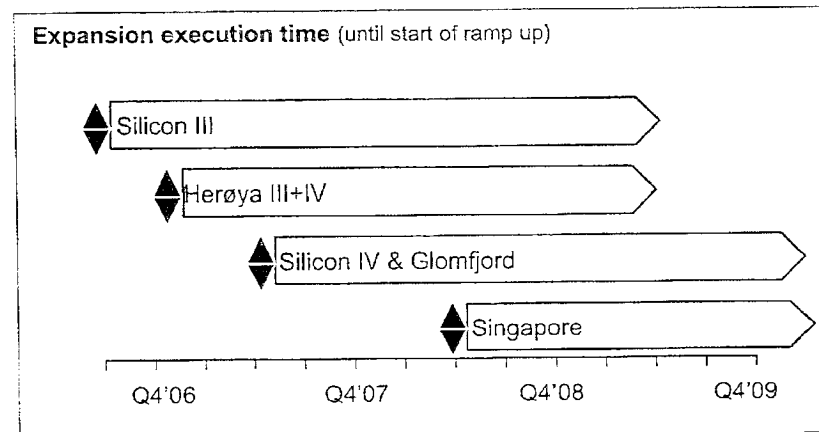 Expansion execution time (until start of ramp up)
Silicon III
Herøya III+IV
Silicon IV & Glomfjord
Singapore
Q4'06 Q4'07 Q4'08 Q4'09